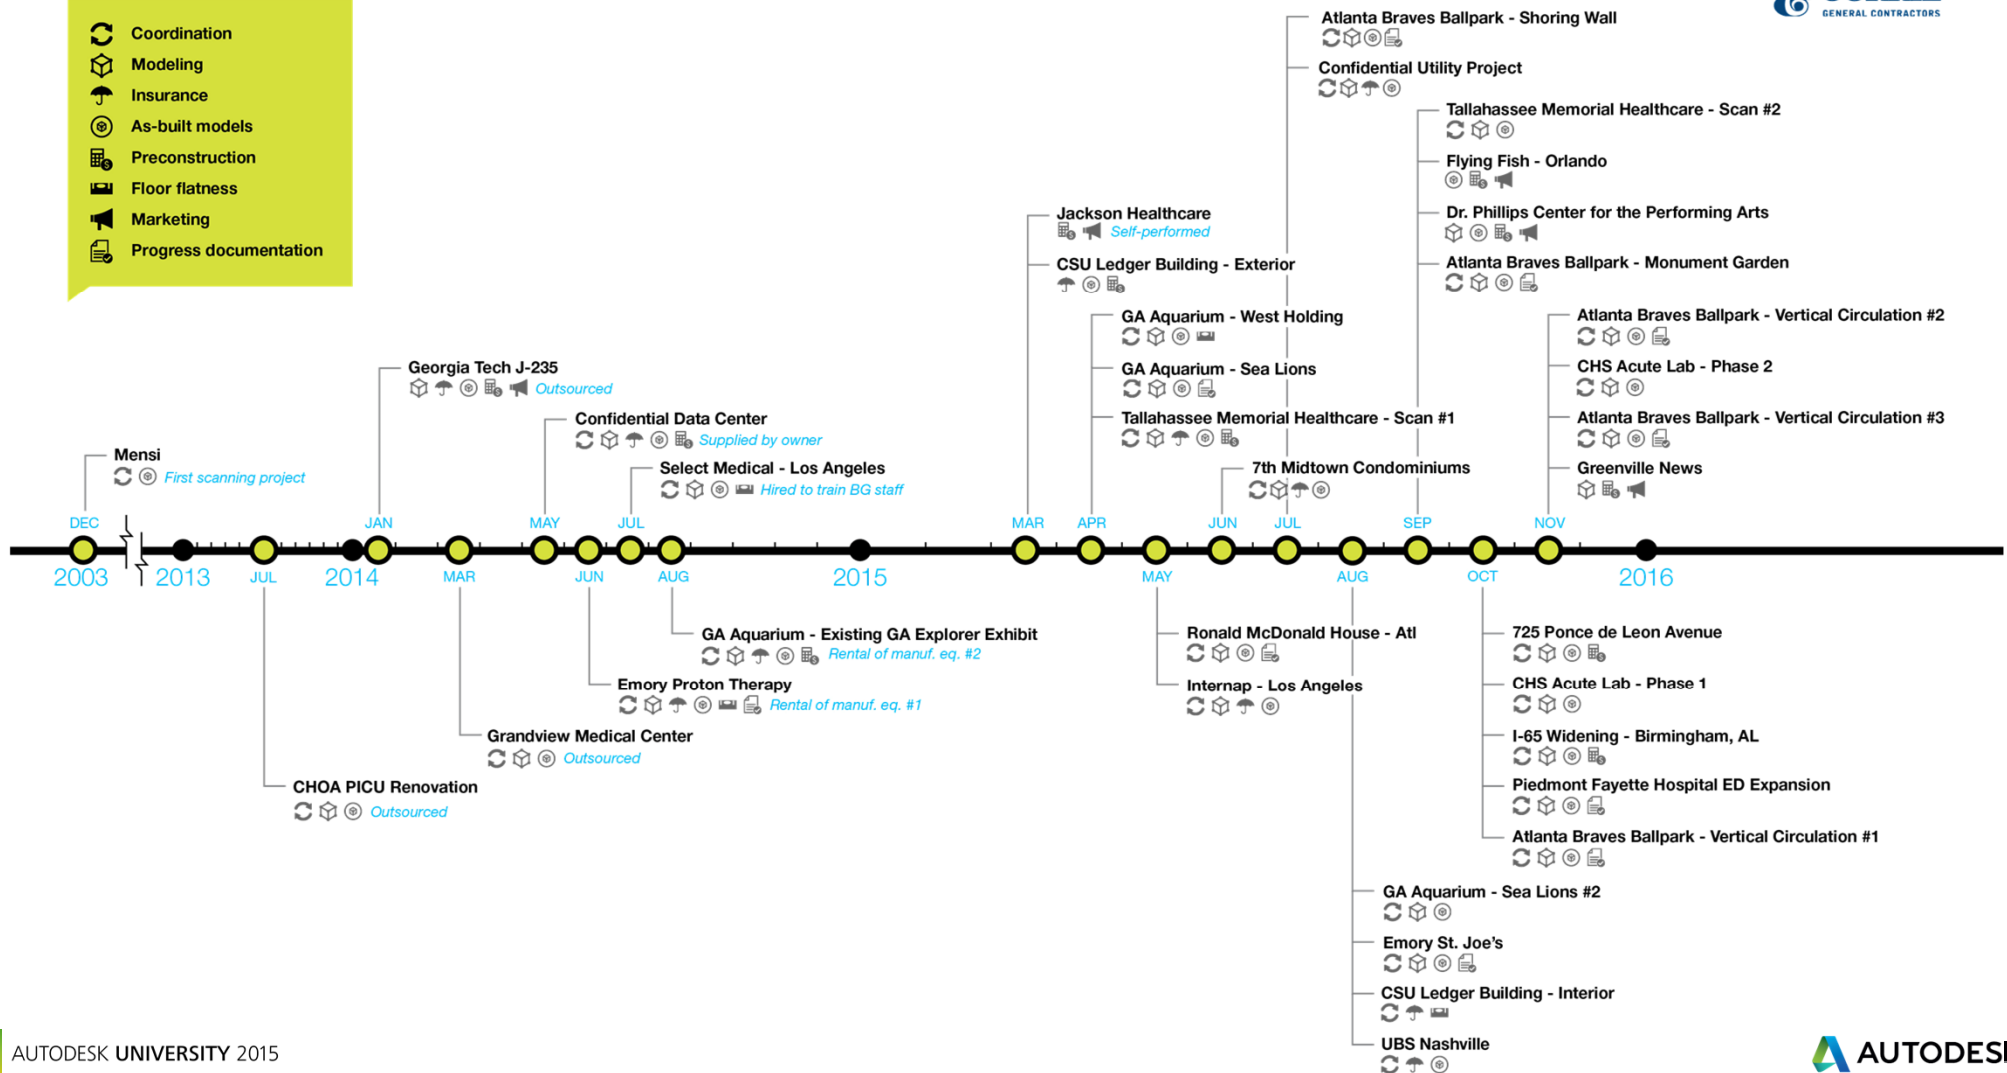 Coordination
Modeling
Insurance
As-built models
Preconstruction
Floor flatness
Marketing
Progress documentation
GENERAL CONTRACTORS
Atlanta Braves Ballpark - Shoring Wall
Confidential Utility Project
Tallahassee Memorial Healthcare - Scan #2
Flying Fish - Orlando
Dr. Phillips Center for the Performing Arts
Atlanta Braves Ballpark - Monument Garden
Jackson Healthcare
Self-performed
CSU Ledger Building - Exterior
GA Aquarium - West Holding
GA Aquarium - Sea Lions
Tallahassee Memorial Healthcare - Scan #1
7th Midtown Condominiums
Atlanta Braves Ballpark - Vertical Circulation #2
CHS Acute Lab - Phase 2
Atlanta Braves Ballpark - Vertical Circulation #3
Greenville News
Georgia Tech J-235
Outsourced
Confidential Data Center
Supplied by owner
Select Medical - Los Angeles
Hired to train BG staff
Mensi
First scanning project
DEC JAN MAY JUL MAR APR JUN JUL SEP NOV
2003 2013 JUL 2014 MAR JUN AUG 2015 MAY AUG OCT 2016
GA Aquarium - Existing GA Explorer Exhibit
Rental of manuf. eq. #2
Emory Proton Therapy
Rental of manuf. eq. #1
Grandview Medical Center
Outsourced
CHOA PICU Renovation
Outsourced
Ronald McDonald House - Atl
Internap - Los Angeles
725 Ponce de Leon Avenue
CHS Acute Lab - Phase 1
I-65 Widening - Birmingham, AL
Piedmont Fayette Hospital ED Expansion
Atlanta Braves Ballpark - Vertical Circulation #1
GA Aquarium - Sea Lions #2
Emory St. Joe's
CSU Ledger Building - Interior
UBS Nashville
AUTODESK UNIVERSITY 2015